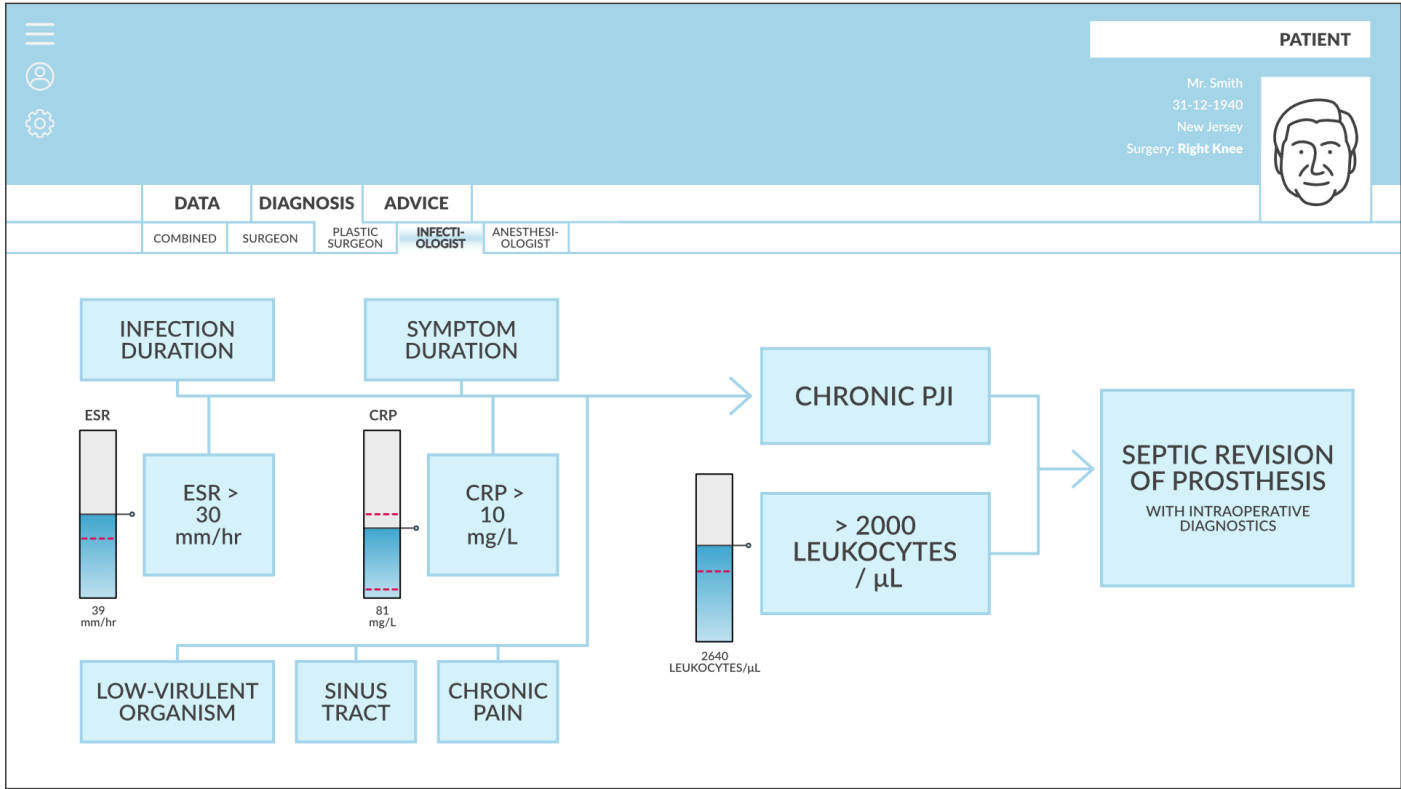 PATIENT
Mr. Smith
31-12-1940
New Jersey
Surgery: Right Knee
DATA
DIAGNOSIS
ADVICE
COMBINED
SURGEON
PLASTIC
SURGEON
INFECTI-
OLOGIST
ANESTHESI-
OLOGIST
INFECTION
DURATION
SYMPTOM
DURATION
ESR
ESR >
30
mm/hr
39
mm/hr
CRP
CRP >
10
mg/L
81
mg/L
LOW-VIRULENT
ORGANISM
SINUS
TRACT
CHRONIC
PAIN
CHRONIC PJI
> 2000
LEUKOCYTES
/ μL
2640
LEUKOCYTES/μL
SEPTIC REVISION
OF PROSTHESIS
WITH INTRAOPERATIVE
DIAGNOSTICS